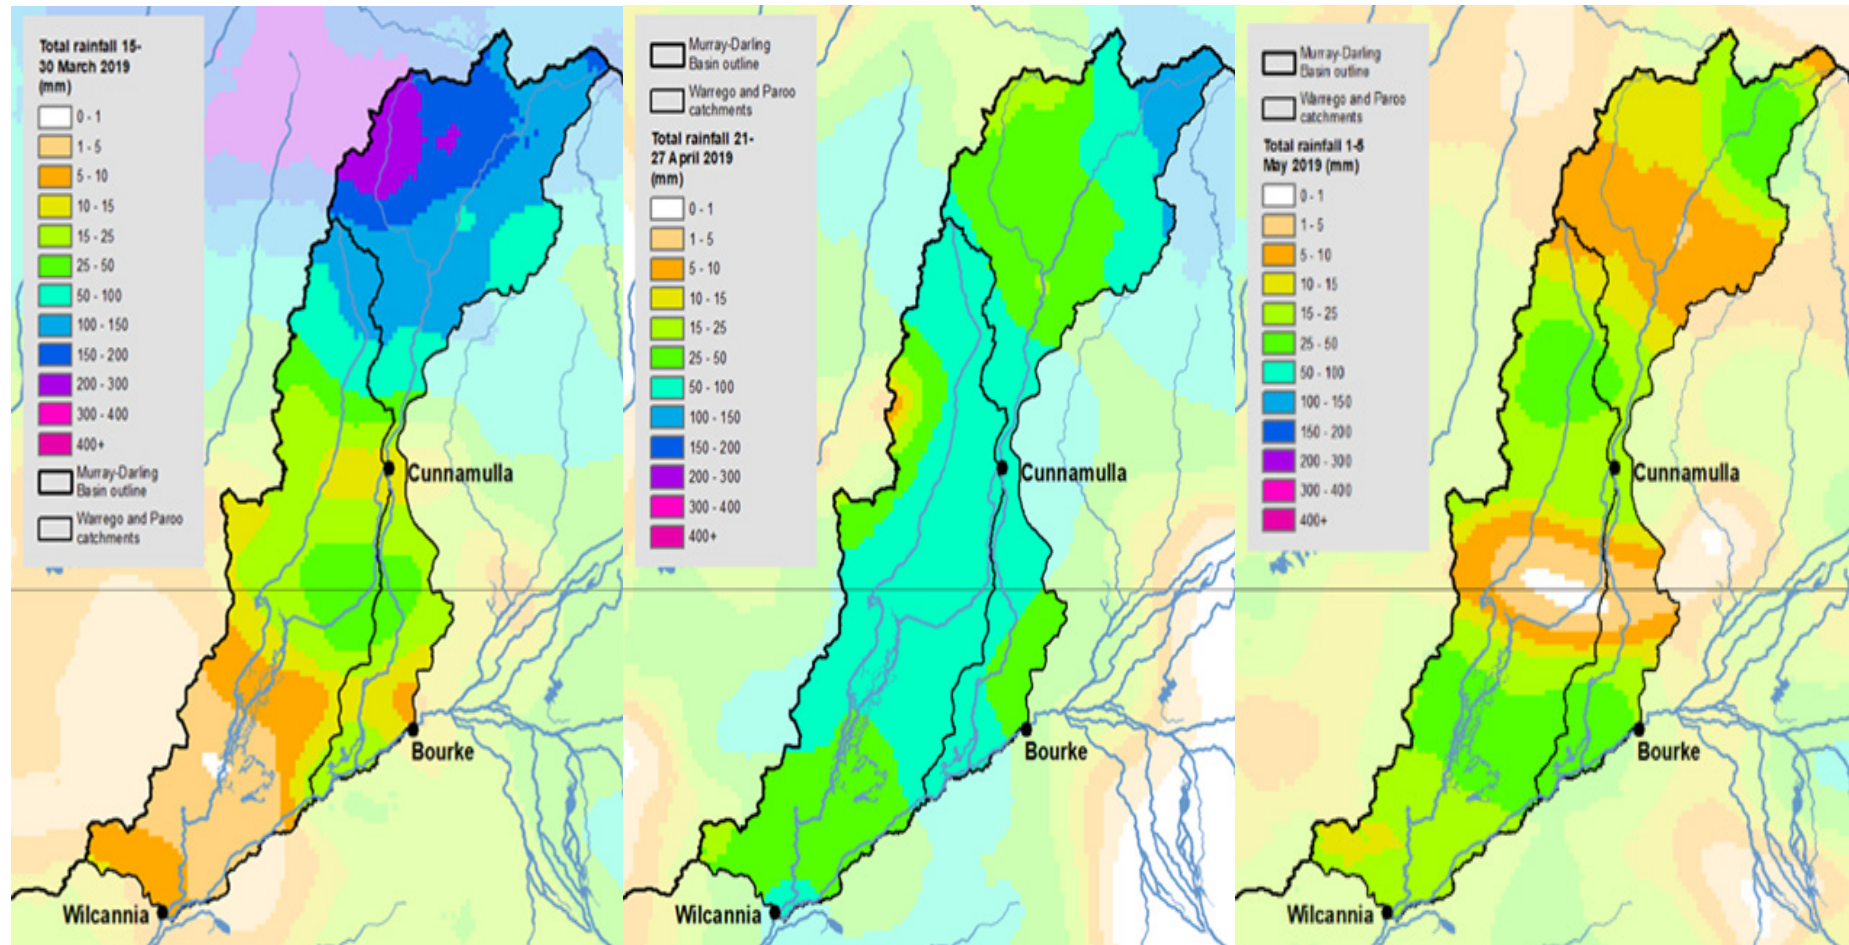 Total rainfall 15-
30 March 2019
(mm)
0 - 1
1 - 5
5 - 10
10 - 15
15 - 25
25 - 50
50 - 100
100 - 150
150 - 200
200 - 300
300 - 400
400+
Murray-Darling
Basin outline
Warrego and Paroo
catchments
Cunnamulla
Bourke
Wilcannia
Murray-Darling
Basin outline
Warrego and Paroo
catchments
Total rainfall 21-
27 April 2019
(mm)
0 - 1
1 - 5
5 - 10
10 - 15
15 - 25
25 - 50
50 - 100
100 - 150
150 - 200
200 - 300
300 - 400
400+
Cunnamulla
Bourke
Wilcannia
Murray-Darling
Basin outline
Warrego and Paroo
catchments
Total rainfall 1-5
May 2019 (mm)
0 - 1
1 - 5
5 - 10
10 - 15
15 - 25
25 - 50
50 - 100
100 - 150
150 - 200
200 - 300
300 - 400
400+
Cunnamulla
Bourke
Wilcannia